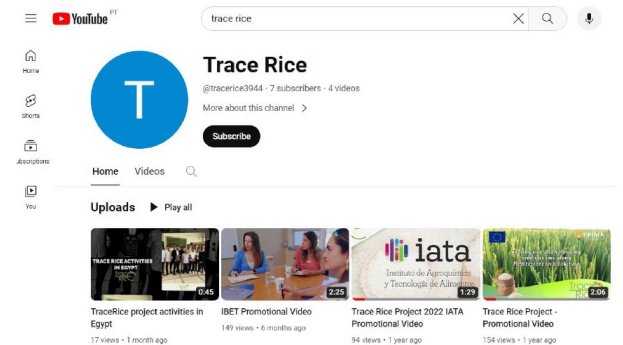 YouTube PT
trace rice
Home
Shorts
ubscriptions
You
T
Trace Rice
@tracerice3944 · 7 subscribers · 4 videos
More about this channel
Subscribe
Home Videos
Uploads Play all
TRACE RICE ACTIVITIES
IN EGYPT
0:45
2:25
iata
Instituto de Agroquímica
y Tecnología de Alimentos
1:29
PRIMA
2:06
TraceRice project activities in
Egypt
17 views • 1 month ago
IBET Promotional Video
149 views • 6 months ago
Trace Rice Project 2022 IATA
Promotional Video
94 views • 1 year ago
Trace Rice Project -
Promotional Video
154 views • 1 year ago